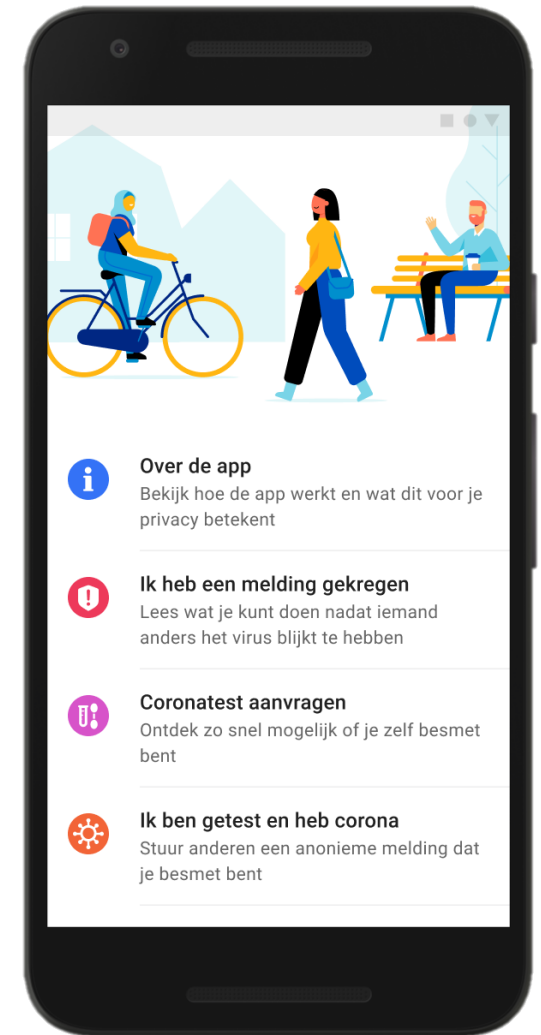 Over de app
Bekijk hoe de app werkt en wat dit voor je
privacy betekent
Ik heb een melding gekregen
Lees wat je kunt doen nadat iemand
anders het virus blijkt te hebben
Coronatest aanvragen
Ontdek zo snel mogelijk of je zelf besmet
bent
Ik ben getest en heb corona
Stuur anderen een anonieme melding dat
je besmet bent